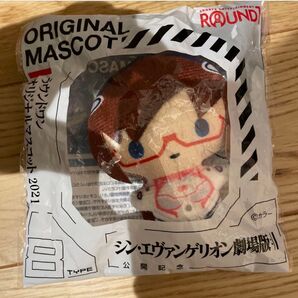 ORIGINAL
MASCOT
ROUND1
ラウンドワン
オリジナルマスコット 2021
B
TYPE
©カラー
シン・エヴァンゲリオン劇場版:||
公開記念